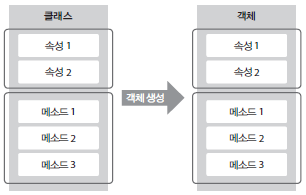 클래스
속성 1
속성 2
메소드 1
메소드 2
메소드 3
객체 생성
객체
속성 1
속성 2
메소드 1
메소드 2
메소드 3